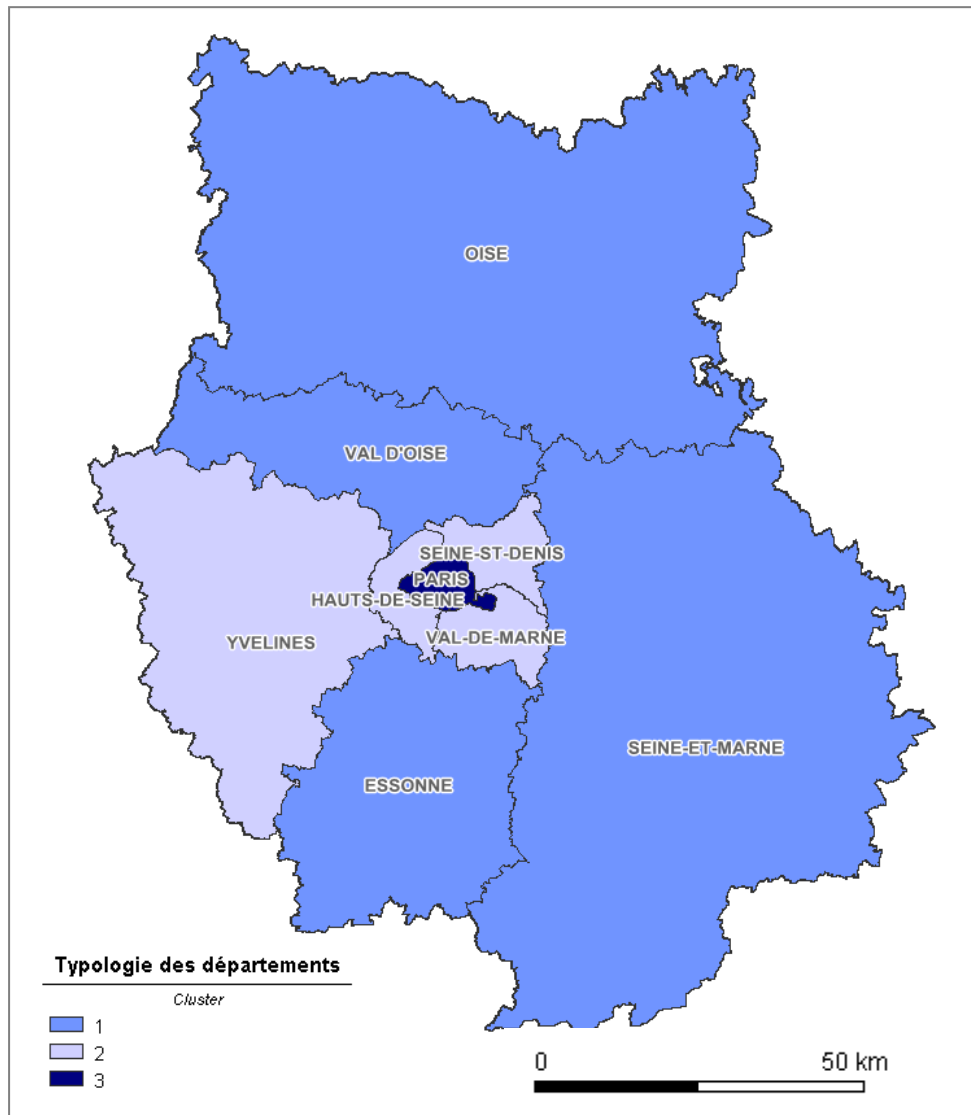 OISE
VAL D'OISE
SEINE-ST-DENIS
PARIS
HAUTS-DE-SEINE
YVELINES
VAL-DE-MARNE
SEINE-ET-MARNE
ESSONNE
Typologie des départements
Cluster
1
2
3
0 50 km